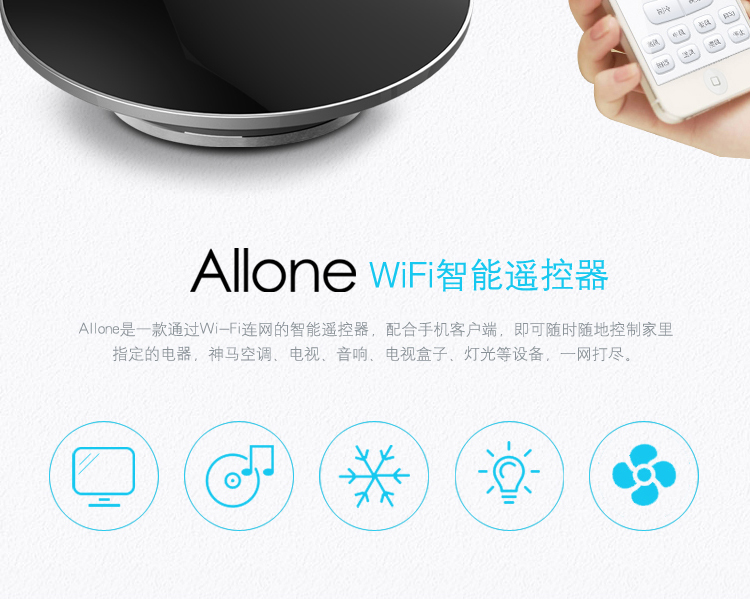 制冷
Allone WiFi智能遥控器
Allone是一款通过Wi-Fi连网的智能遥控器，配合手机客户端，即可随时随地控制家里
指定的电器，神马空调、电视、音响、电视盒子、灯光等设备，一网打尽。